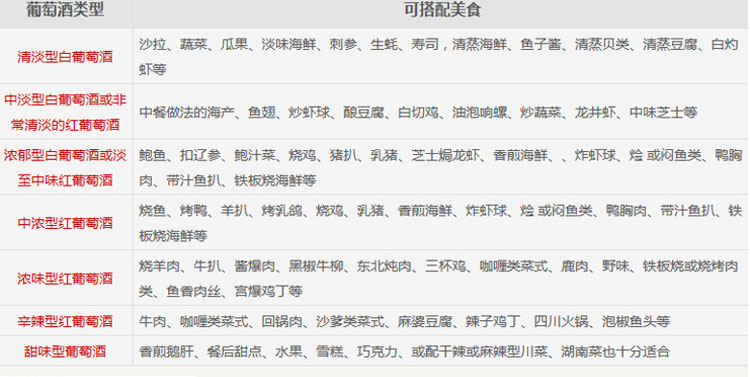 葡萄酒类型 可搭配美食
清淡型白葡萄酒
沙拉、蔬菜、瓜果、淡味海鲜、刺参、生蚝、寿司，清蒸海鲜、鱼子酱、清蒸贝类、清蒸豆腐、白灼
虾等
中淡型白葡萄酒或非
常清淡的红葡萄酒
中餐做法的海产、鱼翅、炒虾球、酿豆腐、白切鸡、油泡响螺、炒蔬菜、龙井虾、中味芝士等
浓郁型白葡萄酒或淡
至中味红葡萄酒
鲍鱼、扣辽参、鲍汁菜、烧鸡、猪扒、乳猪、芝士焗龙虾、香煎海鲜、、炸虾球、烩 或闷鱼类、鸭胸
肉、带汁鱼扒、铁板烧海鲜等
中浓型红葡萄酒
烧鱼、烤鸭、羊扒、烤乳鸽、烧鸡、乳猪、香煎海鲜、炸虾球、烩 或闷鱼类、鸭胸肉、带汁鱼扒、铁
板烧海鲜等
浓味型红葡萄酒
烧羊肉、牛扒、酱爆肉、黑椒牛柳、东北炖肉、三杯鸡、咖喱类菜式、鹿肉、野味、铁板烧或烧烤肉
类、鱼香肉丝、宫爆鸡丁等
辛辣型红葡萄酒
牛肉、咖喱类菜式、回锅肉、沙爹类菜式、麻婆豆腐、辣子鸡丁、四川火锅、泡椒鱼头等
甜味型葡萄酒
香煎鹅肝、餐后甜点、水果、雪糕、巧克力、或配干辣或麻辣型川菜、湖南菜也十分适合